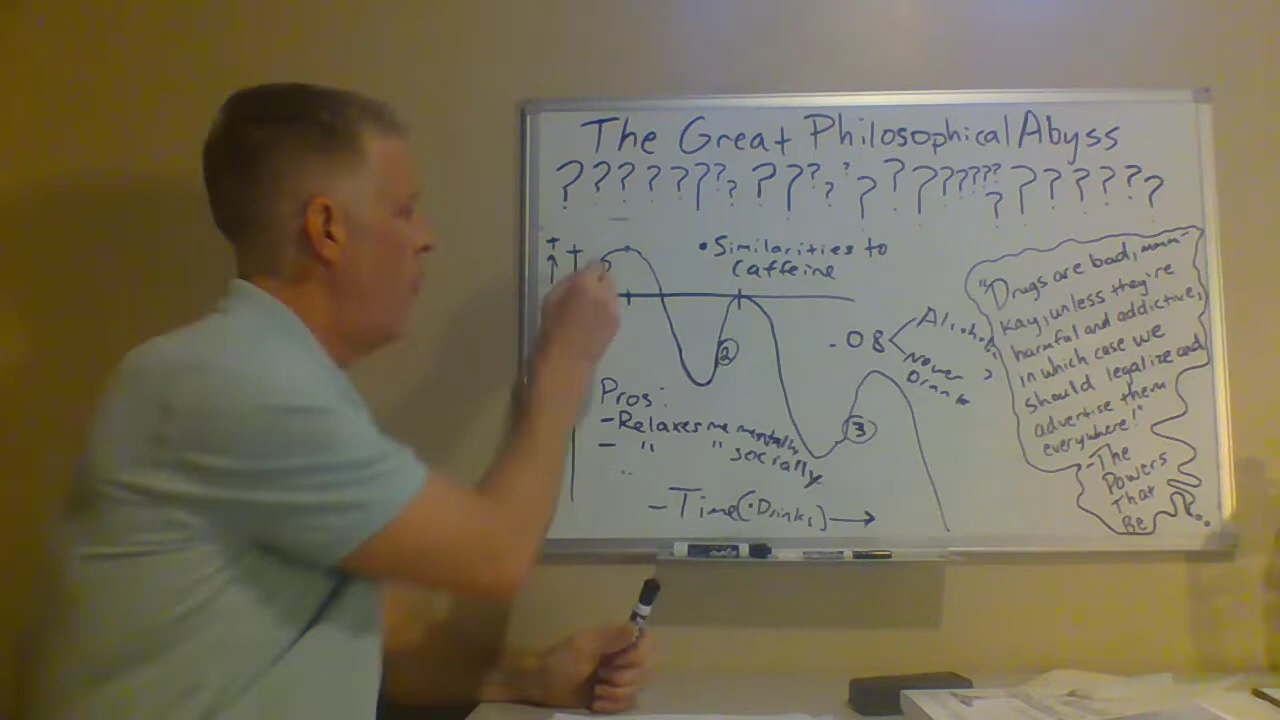 The Great Philosophical Abyss
???????????????????????????
• Similarities to
caffeine
+
+
②
.08
Alcohol
Never
Drank
③
Pros:
- Relaxes me mentally
- " " socially
- Time (• Drinks) →
"Drugs are bad, mmm-
kay, unless they're
harmful and addictive,
in which case we
should legalize and
advertise them
everywhere!"
- The
Powers
That
Be